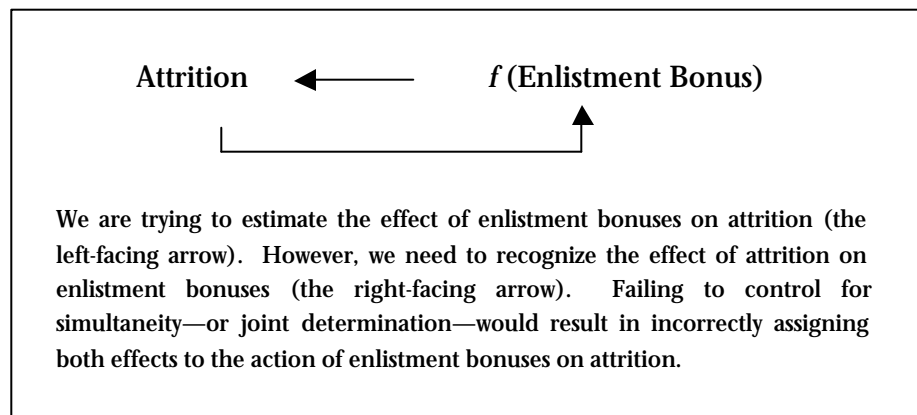 Attrition f (Enlistment Bonus)
We are trying to estimate the effect of enlistment bonuses on attrition (the
left-facing arrow). However, we need to recognize the effect of attrition on
enlistment bonuses (the right-facing arrow). Failing to control for
simultaneity—or joint determination—would result in incorrectly assigning
both effects to the action of enlistment bonuses on attrition.